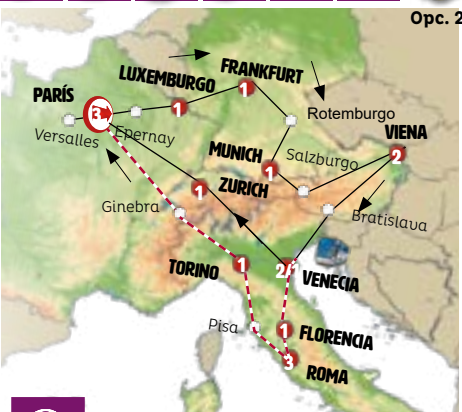 Opc. 2
FRANKFURT
1
LUXEMBURGO
1
PARÍS
3
Versalles
Epernay
Rotemburgo
VIENA
2
MUNICH
1
Salzburgo
ZURICH
1
Ginebra
Bratislava
TORINO
1
2/1
VENECIA
Pisa
1
FLORENCIA
3
ROMA